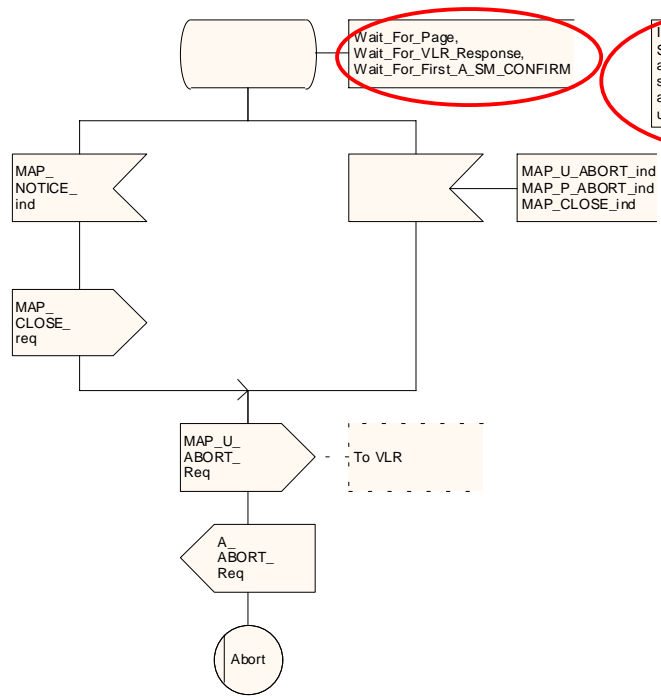 Wait_For_Page,
Wait_For_VLR_Response,
Wait_For_First_A_SM_CONFIRM
MAP_
NOTICE_
ind
MAP_U_ABORT_ind
MAP_P_ABORT_ind
MAP_CLOSE_ind
MAP_
CLOSE_
req
MAP_U_
ABORT_
Req
To VLR
A_
ABORT_
Req
Abort